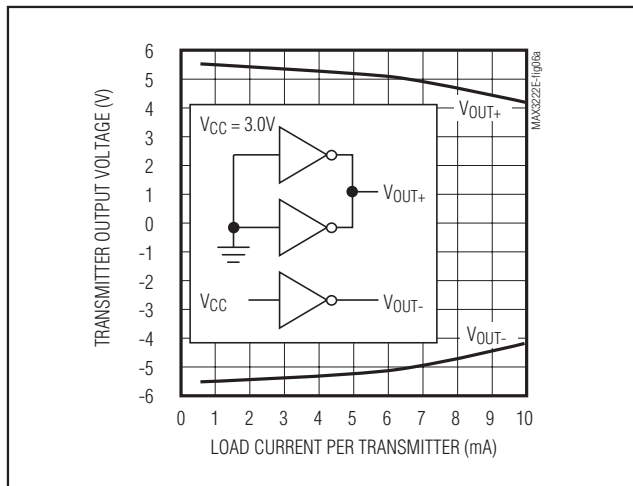 TRANSMITTER OUTPUT VOLTAGE (V)
6
5
4
3
2
1
0
-1
-2
-3
-4
-5
-6
MAX3222E-fig06a
VOUT+
VCC = 3.0V
VOUT+
VCC
VOUT-
VOUT-
0 1 2 3 4 5 6 7 8 9 10
LOAD CURRENT PER TRANSMITTER (mA)